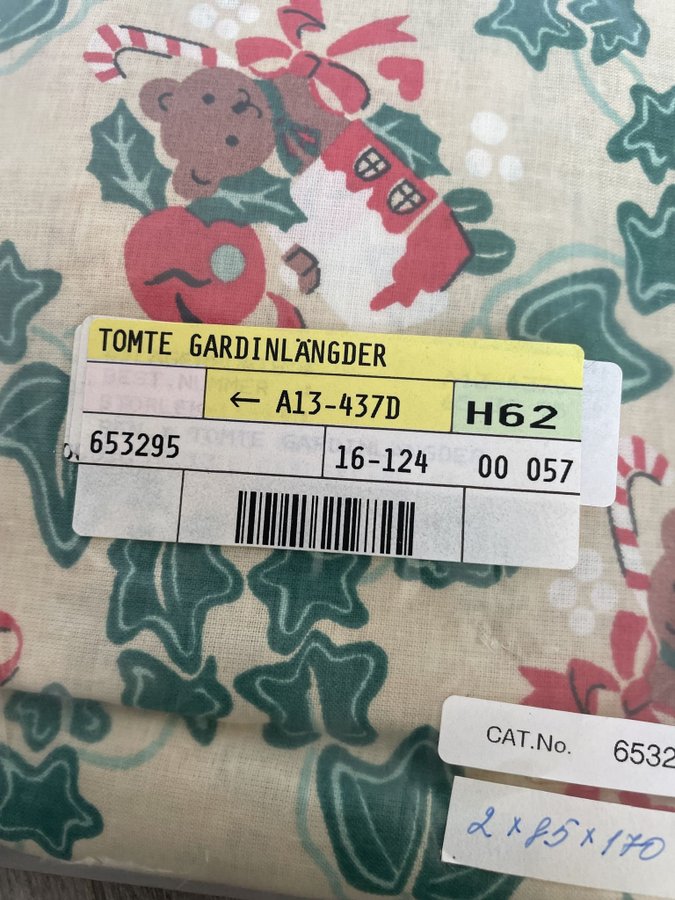 TOMTE GARDINLÄNGDER
← A13-437D H62
653295 16-124 00 057
CAT.No. 6532
2 x 85 x 170